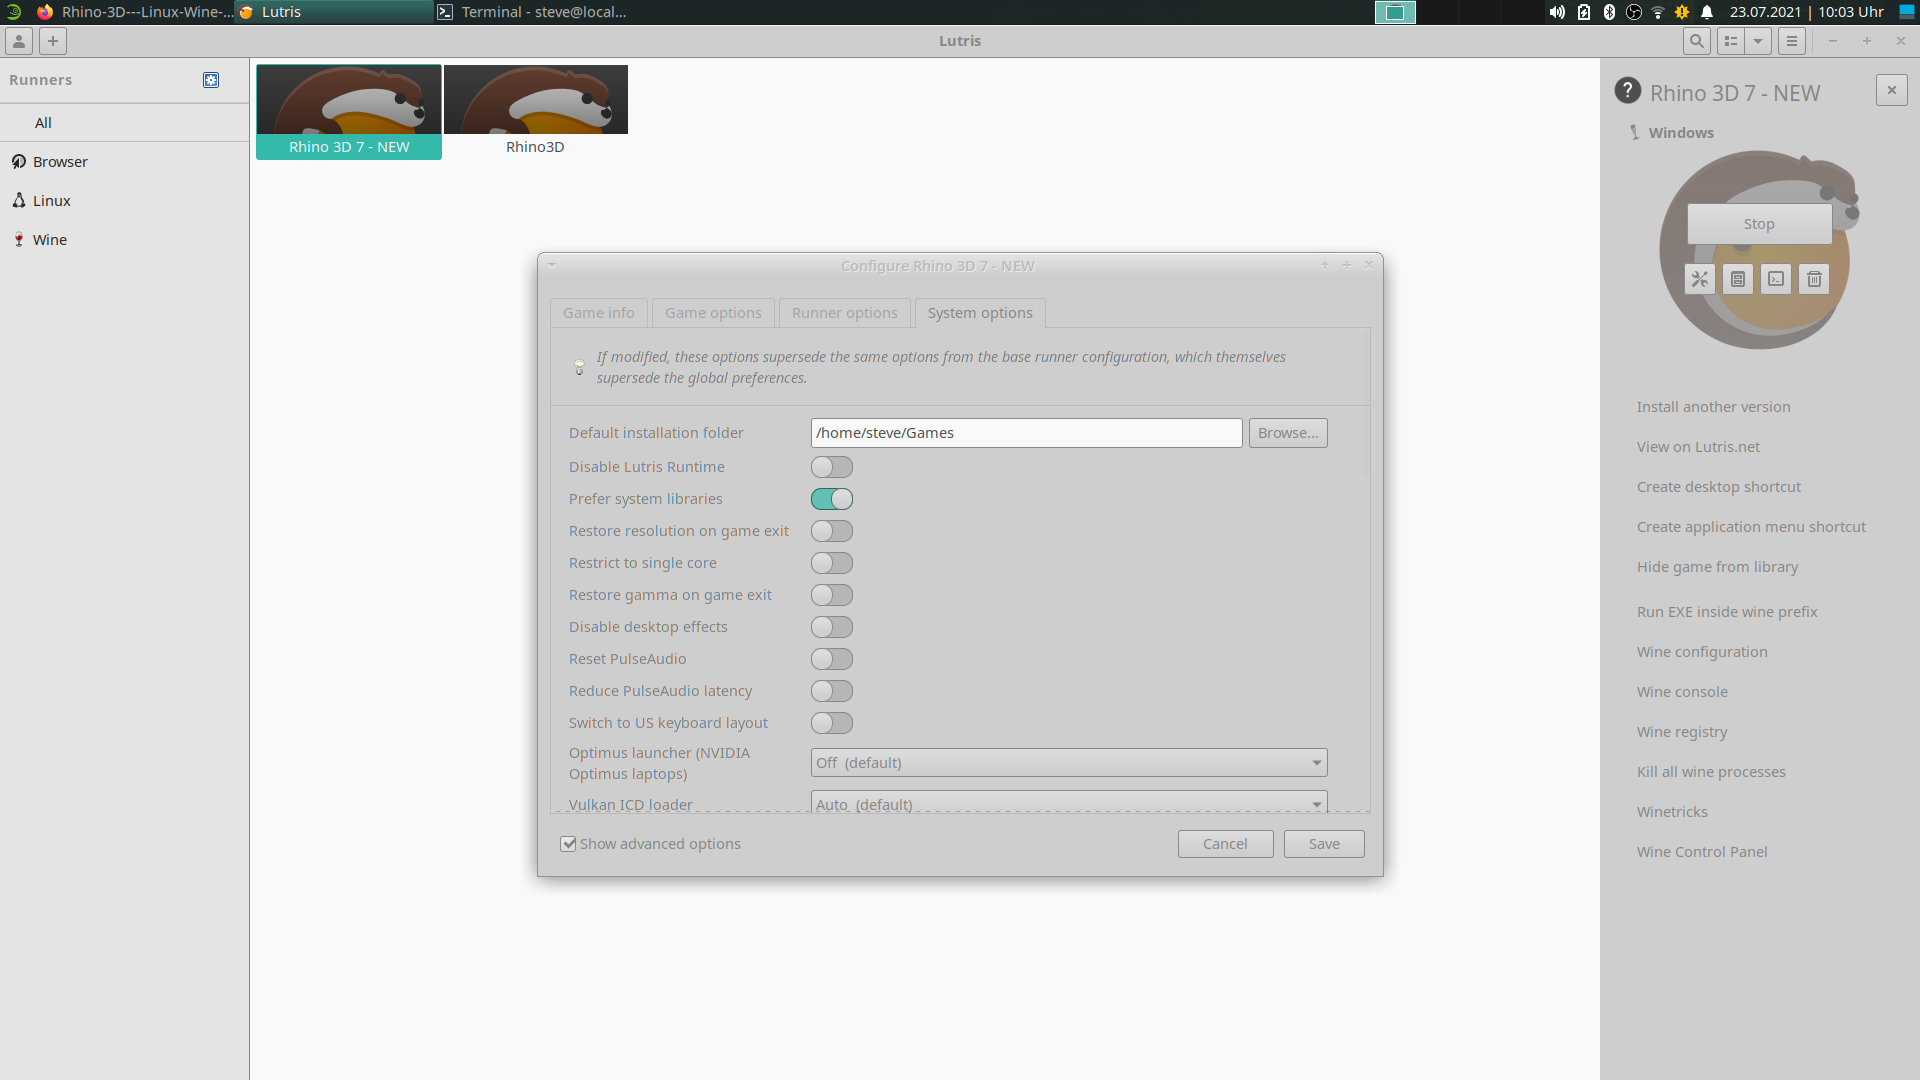 Rhino-3D---Linux-Wine-...
Lutris
Terminal - steve@local...
23.07.2021 | 10:03 Uhr
Lutris
Runners
All
Browser
Linux
Wine
Rhino 3D 7 - NEW
Rhino3D
Configure Rhino 3D 7 - NEW
Game info
Game options
Runner options
System options
If modified, these options supersede the same options from the base runner configuration, which themselves
supersede the global preferences.
Default installation folder
/home/steve/Games
Browse...
Disable Lutris Runtime
Prefer system libraries
Restore resolution on game exit
Restrict to single core
Restore gamma on game exit
Disable desktop effects
Reset PulseAudio
Reduce PulseAudio latency
Switch to US keyboard layout
Optimus launcher (NVIDIA
Optimus laptops)
Off (default)
Vulkan ICD loader
Auto (default)
Show advanced options
Cancel
Save
? Rhino 3D 7 - NEW
Windows
Stop
Install another version
View on Lutris.net
Create desktop shortcut
Create application menu shortcut
Hide game from library
Run EXE inside wine prefix
Wine configuration
Wine console
Wine registry
Kill all wine processes
Winetricks
Wine Control Panel